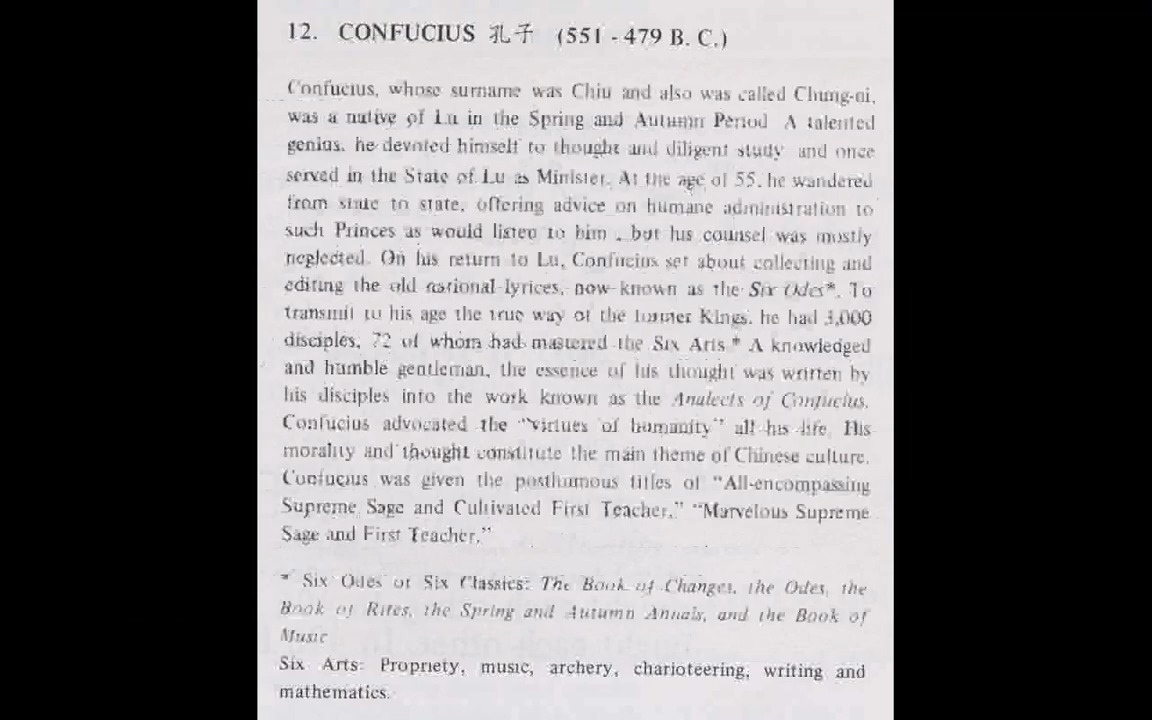 12. CONFUCIUS 孔子 (551 - 479 B. C.)
Confucius, whose surname was Chiu and also was called Chung-ni,
was a native of Lu in the Spring and Autumn Period A talented
genius, he devoted himself to thought and diligent study and once
served in the State of Lu as Minister. At the age of 55, he wandered
from state to state, offering advice on humane administration to
such Princes as would listen to him , but his counsel was mostly
neglected. On his return to Lu, Confucius set about collecting and
editing the old national lyrices, now known as the Six Odes*. To
transmit to his age the true way of the former Kings, he had 3,000
disciples, 72 of whom had mastered the Six Arts.* A knowledged
and humble gentleman, the essence of his thought was written by
his disciples into the work known as the Analects of Confucius.
Confucius advocated the "virtues of humanity" all his life. His
morality and thought constitute the main theme of Chinese culture.
Confucius was given the posthumous titles of "All-encompassing
Supreme Sage and Cultivated First Teacher," "Marvelous Supreme
Sage and First Teacher."
* Six Odes or Six Classics: The Book of Changes, the Odes, the
Book of Rites, the Spring and Autumn Annals, and the Book of
Music
Six Arts: Propriety, music, archery, charioteering, writing and
mathematics.